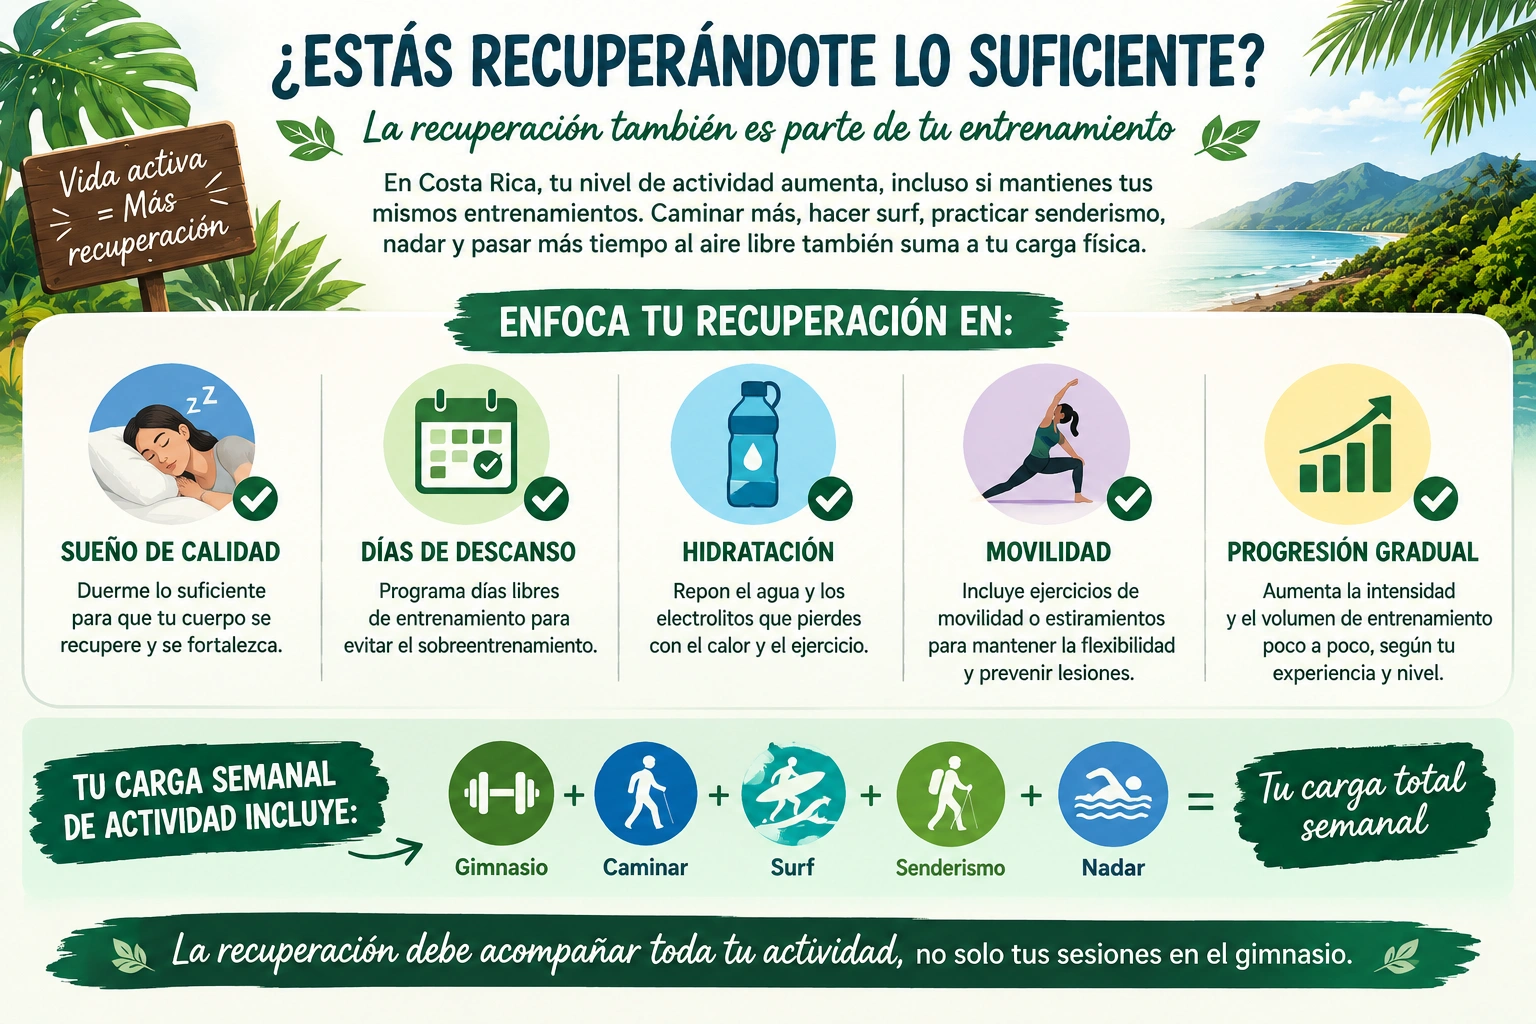 ¿ESTÁS RECUPERÁNDOTE LO SUFICIENTE?
La recuperación también es parte de tu entrenamiento
Vida activa
= Más
recuperación
En Costa Rica, tu nivel de actividad aumenta, incluso si mantienes tus
mismos entrenamientos. Caminar más, hacer surf, practicar senderismo,
nadar y pasar más tiempo al aire libre también suma a tu carga física.
ENFOCA TU RECUPERACIÓN EN:
z Z
SUEÑO DE CALIDAD
Duerme lo suficiente
para que tu cuerpo se
recupere y se fortalezca.
DÍAS DE DESCANSO
Programa días libres
de entrenamiento para
evitar el sobreentrenamiento.
HIDRATACIÓN
Repon el agua y los
electrolitos que pierdes
con el calor y el ejercicio.
MOVILIDAD
Incluye ejercicios de
movilidad o estiramientos
para mantener la flexibilidad
y prevenir lesiones.
PROGRESIÓN GRADUAL
Aumenta la intensidad
y el volumen de entrenamiento
poco a poco, según tu
experiencia y nivel.
TU CARGA SEMANAL
DE ACTIVIDAD INCLUYE:
+ + + + =
Gimnasio
Caminar
Surf
Senderismo
Nadar
Tu carga total
semanal
La recuperación debe acompañar toda tu actividad, no solo tus sesiones en el gimnasio.